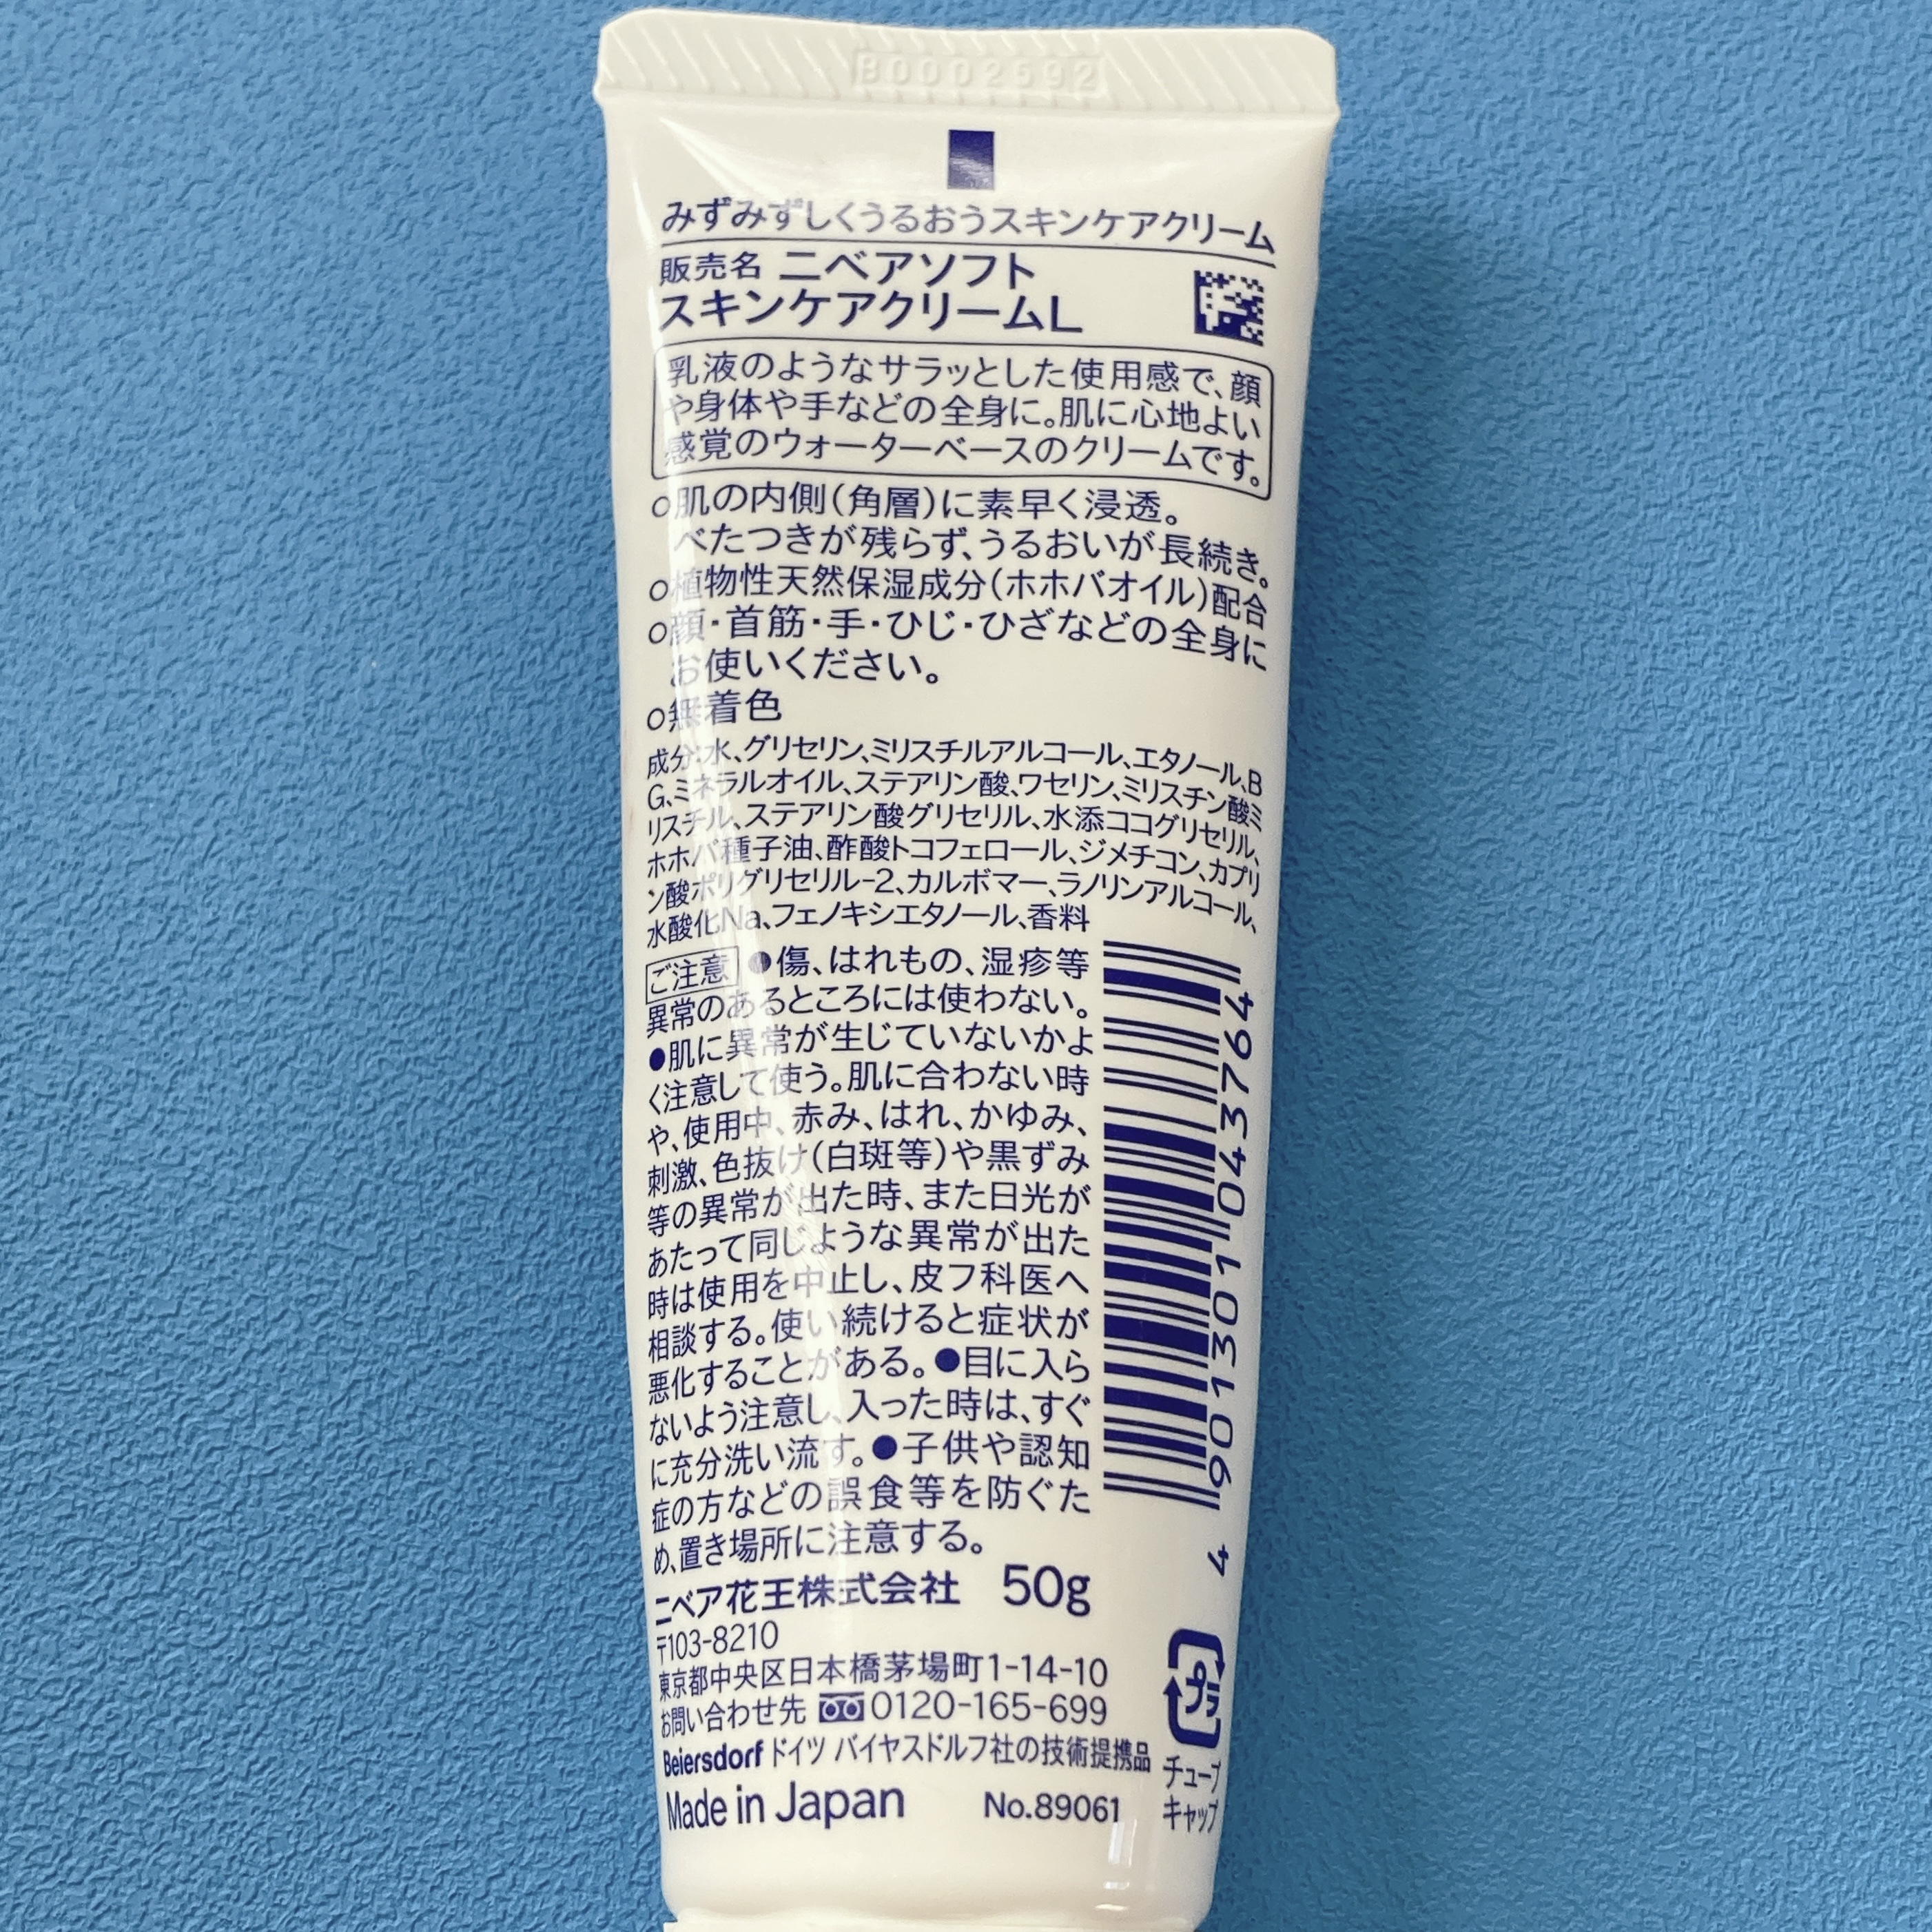 B0002592
みずみずしくうるおうスキンケアクリーム
販売名 ニベアソフト
スキンケアクリームL
乳液のようなサラッとした使用感で、顔
や身体や手などの全身に。肌に心地よい
感覚のウォーターベースのクリームです。
○肌の内側(角層)に素早く浸透。
べたつきが残らず、うるおいが長続き。
○植物性天然保湿成分(ホホバオイル)配合
○顔・首筋・手・ひじ・ひざなどの全身に
お使いください。
○無着色
成分:水、グリセリン、ミリスチルアルコール、エタノール、B
G、ミネラルオイル、ステアリン酸、ワセリン、ミリスチン酸ミ
リスチル、ステアリン酸グリセリル、水添ココグリセリル、
ホホバ種子油、酢酸トコフェロール、ジメチコン、カプリ
ン酸ポリグリセリル-2、カルボマー、ラノリンアルコール、
水酸化Na、フェノキシエタノール、香料
ご注意 ●傷、はれもの、湿疹等
異常のあるところには使わない。
●肌に異常が生じていないかよ
く注意して使う。肌に合わない時
や、使用中、赤み、はれ、かゆみ、
刺激、色抜け(白斑等)や黒ずみ
等の異常が出た時、また日光が
あたって同じような異常が出た
時は使用を中止し、皮フ科医へ
相談する。使い続けると症状が
悪化することがある。●目に入ら
ないよう注意し、入った時は、すぐ
に充分洗い流す。●子供や認知
症の方などの誤食等を防ぐた
め、置き場所に注意する。
4 901301 043764
ニベア花王株式会社 50g
〒103-8210
東京都中央区日本橋茅場町1-14-10
お問い合わせ先 0120-165-699
Beiersdorf ドイツ バイヤスドルフ社の技術提携品
Made in Japan No.89061
プラ
チューブ
キャップ